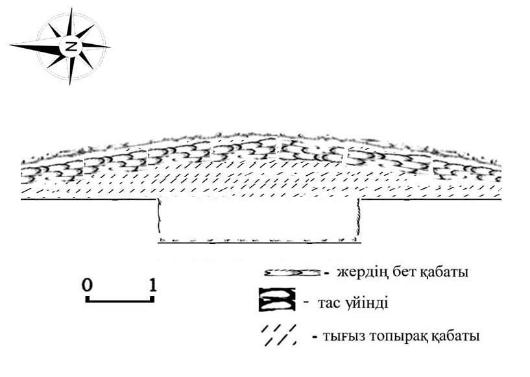 N
0 1
- жердің бет қабаты
- тас үйінді
- тығыз топырақ қабаты